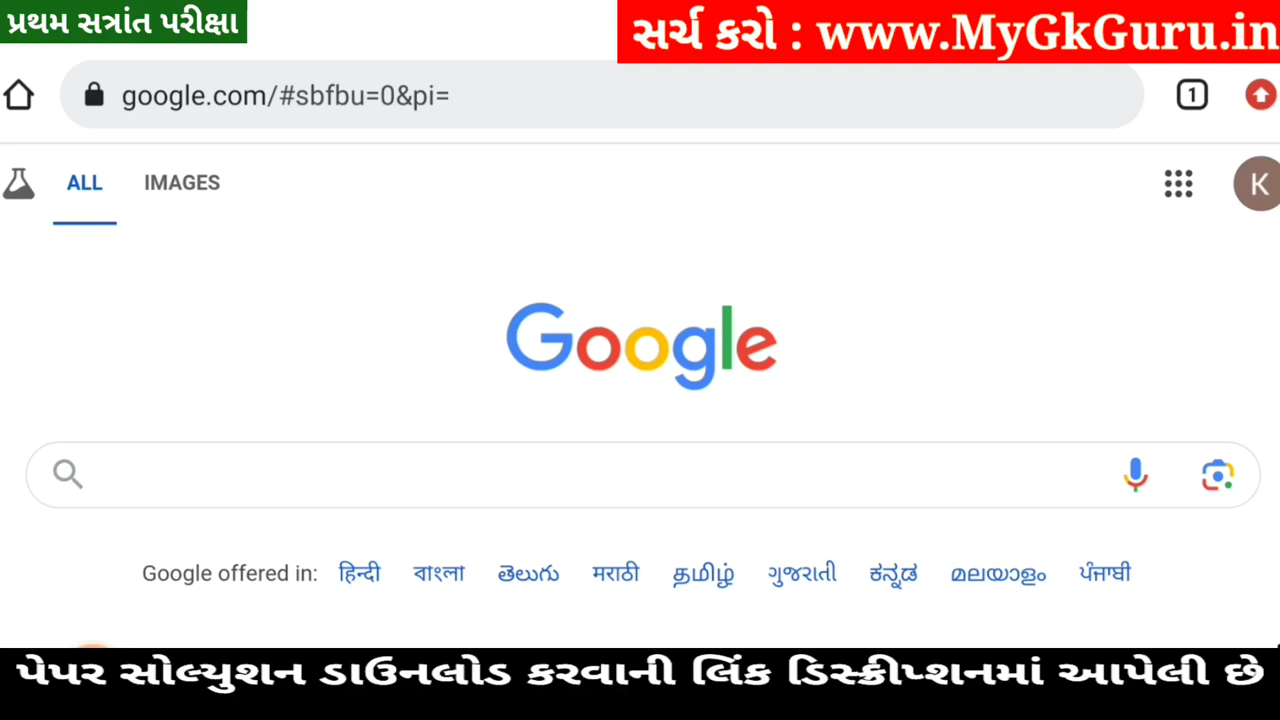 પ્રથમ સત્રાંત પરીક્ષા
સર્ચ કરો : www.MyGkGuru.in
google.com/#sbfbu=0&pi=
1
ALL IMAGES
K
Google
Google offered in: हिन्दी বাংলা తెలుగు मराठी தமிழ் ગુજરાતી ಕನ್ನಡ മലയാളം ਪੰਜਾਬੀ
પેપર સોલ્યુશન ડાઉનલોડ કરવાની લિંક ડિસ્ક્રીપ્શનમાં આપેલી છે